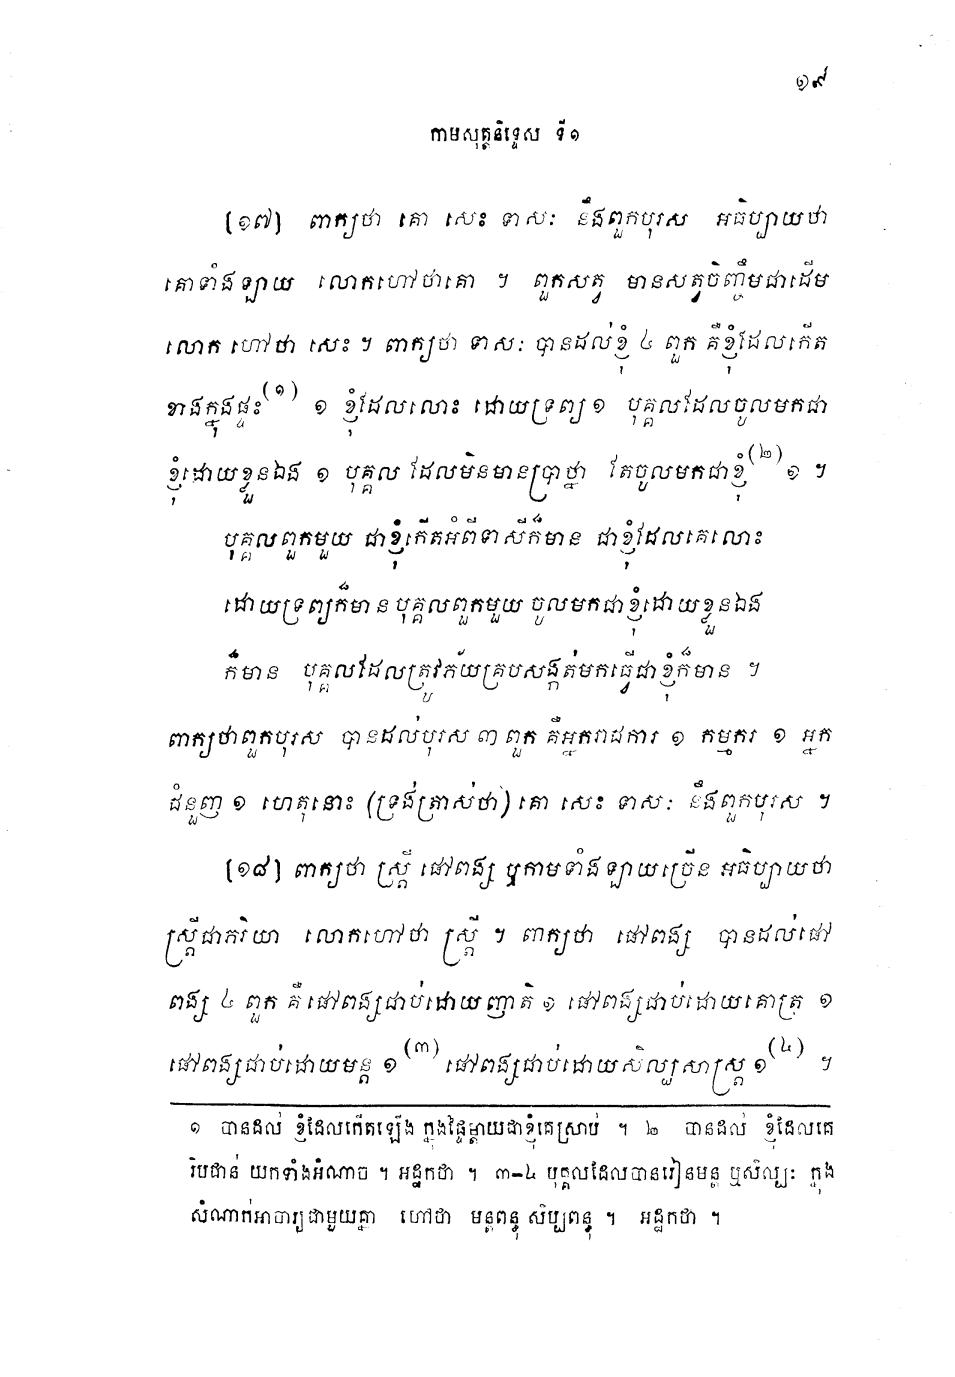 ១៩
កាមសុត្តនិទ្ទេស ទី១
[១៧] ពាក្យថា គោ សេះ ទាសៈ នឹងពួកបុរស អធិប្បាយថា
គោទាំងឡាយ លោកហៅថាគោ ។ ពួកសត្វ មានសត្វចិញ្ចឹមជាដើម
លោក ហៅថា សេះ ។ ពាក្យថា ទាសៈ បានដល់ខ្ញុំ ៤ ពួក គឺខ្ញុំដែលកើត
ខាងក្នុងផ្ទះ(១) ១ ខ្ញុំដែលលោះ ដោយទ្រព្យ ១ បុគ្គលដែលចូលមកជា
ខ្ញុំដោយខ្លួនឯង ១ បុគ្គល ដែលមិនមានប្រាថ្នា តែចូលមកជាខ្ញុំ(២) ១ ។
បុគ្គលពួកមួយ ជាខ្ញុំកើតអំពីទាសីក៏មាន ជាខ្ញុំដែលគេលោះ
ដោយទ្រព្យក៏មាន បុគ្គលពួកមួយ ចូលមកជាខ្ញុំដោយខ្លួនឯង
ក៏មាន បុគ្គលដែលត្រូវភ័យគ្របសង្កត់មកធ្វើជាខ្ញុំក៏មាន ។
ពាក្យថាពួកបុរស បានដល់បុរស ៣ ពួក គឺអ្នករាជការ ១ កម្មករ ១ អ្នក
ជំនួញ ១ ហេតុនោះ (ទ្រង់ត្រាស់ថា) គោ សេះ ទាសៈ នឹងពួកបុរស ។
[១៨] ពាក្យថា ស្ត្រី ផៅពង្ស ឬកាមទាំងឡាយច្រើន អធិប្បាយថា
ស្ត្រីជាភរិយា លោកហៅថា ស្ត្រី ។ ពាក្យថា ផៅពង្ស បានដល់ផៅ
ពង្ស ៤ ពួក គឺ ផៅពង្សជាប់ដោយញាតិ ១ ផៅពង្សជាប់ដោយគោត្រ ១
ផៅពង្សជាប់ដោយមន្ត ១(៣) ផៅពង្សជាប់ដោយសិល្បសាស្ត្រ ១(៤) ។
១ បានដល់ ខ្ញុំដែលកើតឡើង ក្នុងផ្ទៃម្តាយជាខ្ញុំគេស្រាប់ ។ ២ បានដល់ ខ្ញុំដែលគេ
រិបជាន់ យកទាំងអំណាច ។ អដ្ឋកថា ។ ៣-៤ បុគ្គលដែលបានរៀនមន្ត ឬសិល្បៈ ក្នុង
សំណាក់អាចារ្យជាមួយគ្នា ហៅថា មន្តពន្ធុ សិប្បពន្ធុ ។ អដ្ឋកថា ។